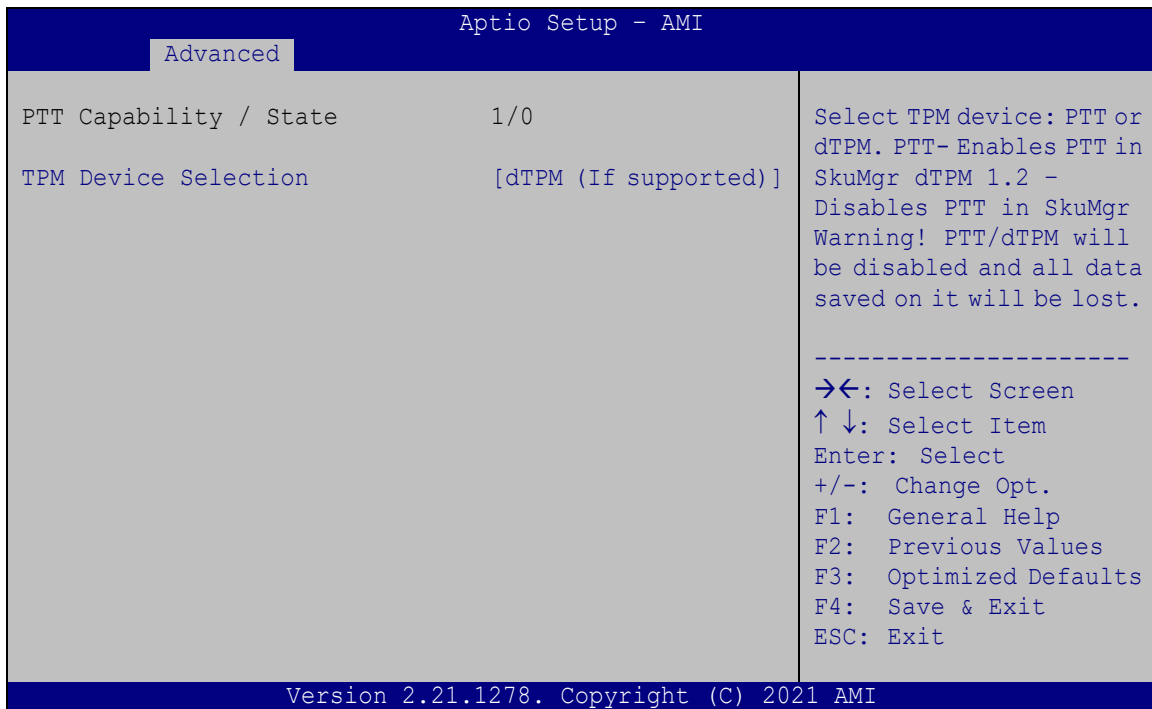 Aptio Setup – AMI
Advanced
PTT Capability / State 1/0
TPM Device Selection [dTPM (If supported)]
Select TPM device: PTT or
dTPM. PTT- Enables PTT in
SkuMgr dTPM 1.2 –
Disables PTT in SkuMgr
Warning! PTT/dTPM will
be disabled and all data
saved on it will be lost.
----------------------
→←: Select Screen
↑ ↓: Select Item
Enter: Select
+/-: Change Opt.
F1: General Help
F2: Previous Values
F3: Optimized Defaults
F4: Save & Exit
ESC: Exit
Version 2.21.1278. Copyright (C) 2021 AMI